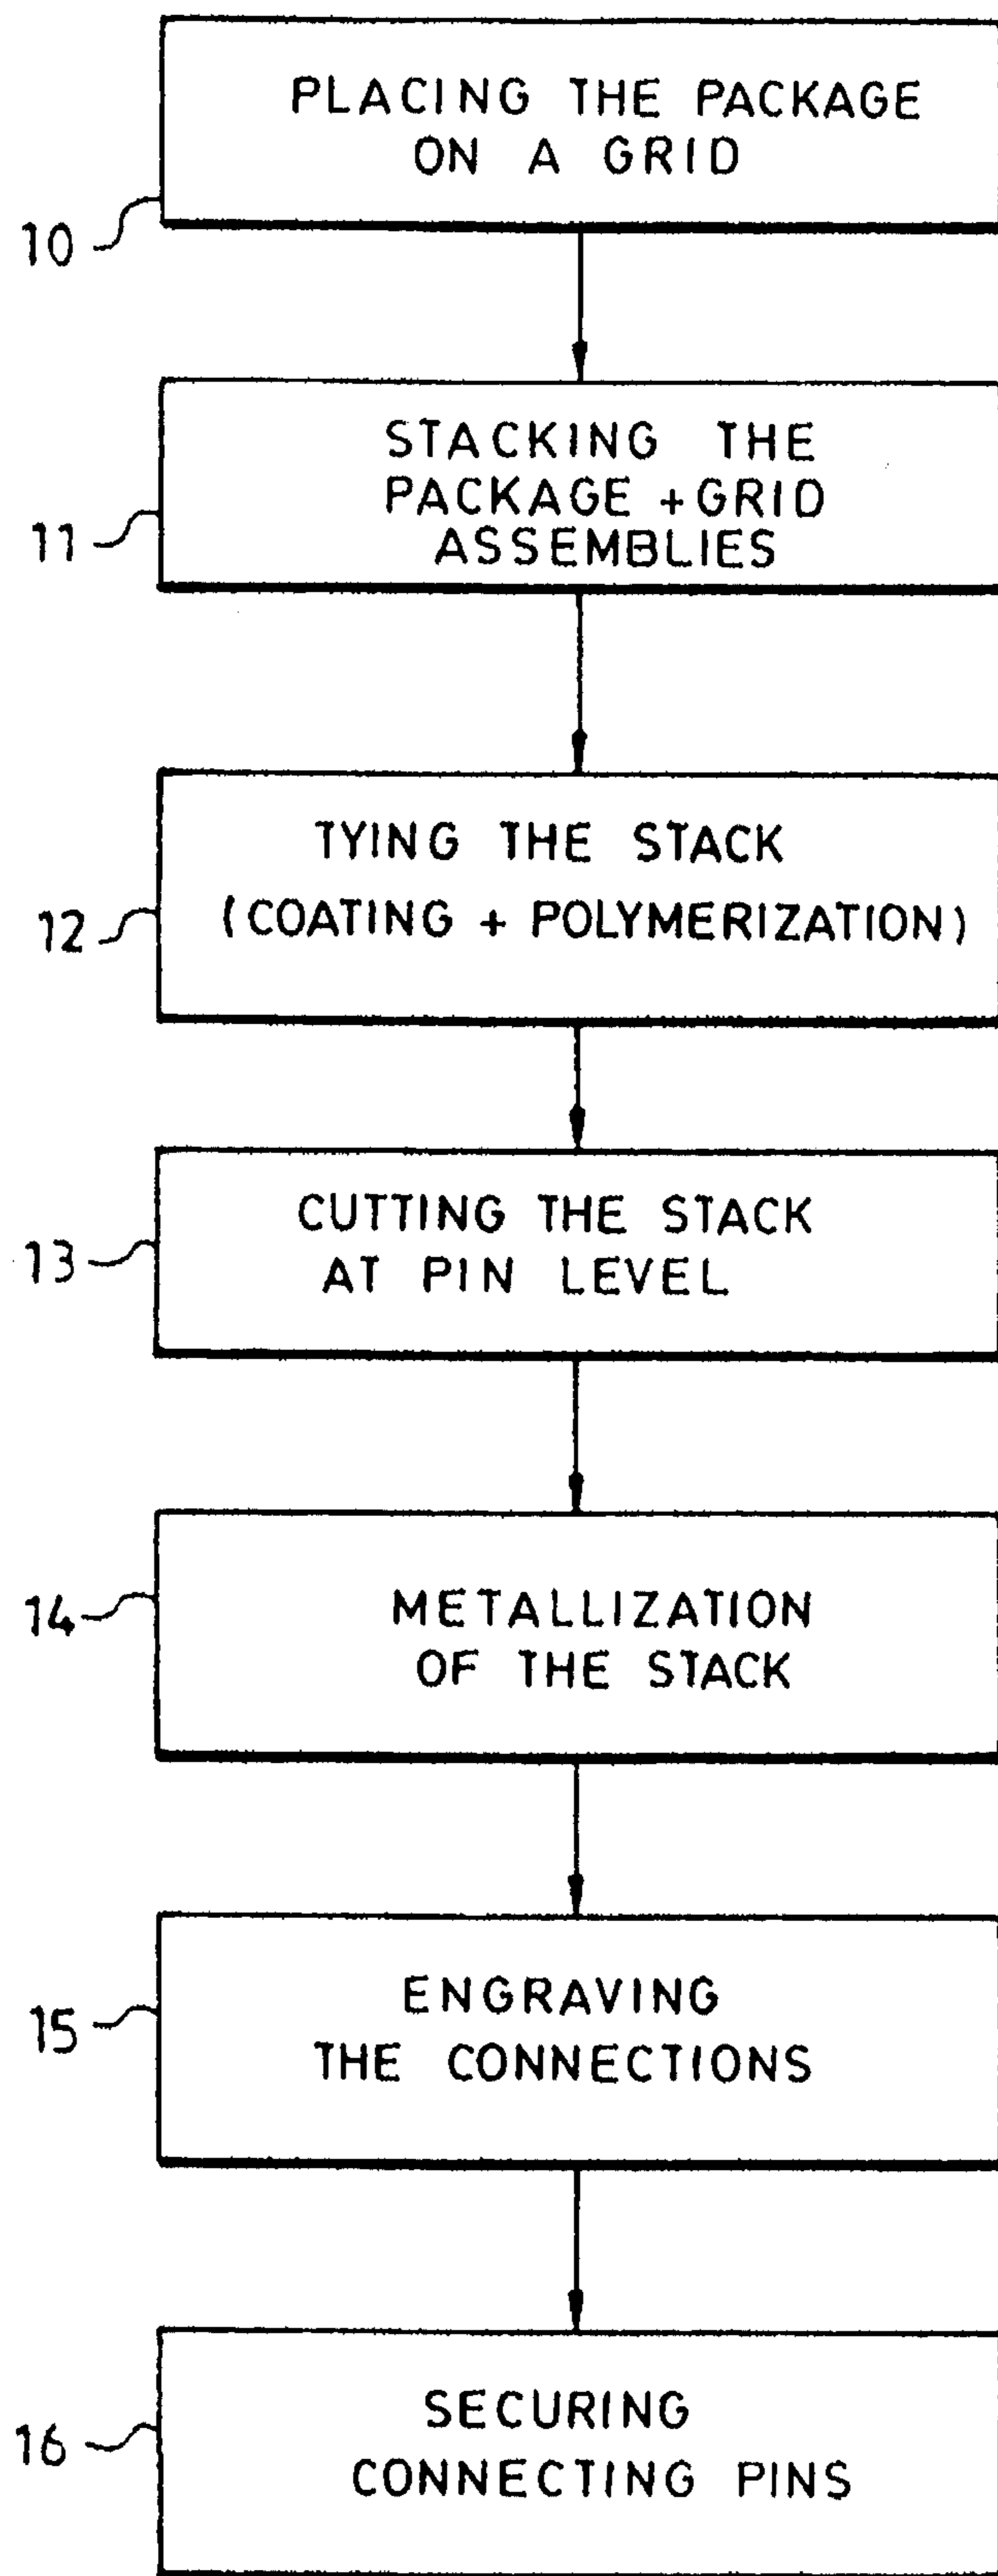 PLACING THE PACKAGE
ON A GRID
10
STACKING THE
PACKAGE + GRID
ASSEMBLIES
11
TYING THE STACK
(COATING + POLYMERIZATION)
12
CUTTING THE STACK
AT PIN LEVEL
13
METALLIZATION
OF THE STACK
14
ENGRAVING
THE CONNECTIONS
15
SECURING
CONNECTING PINS
16